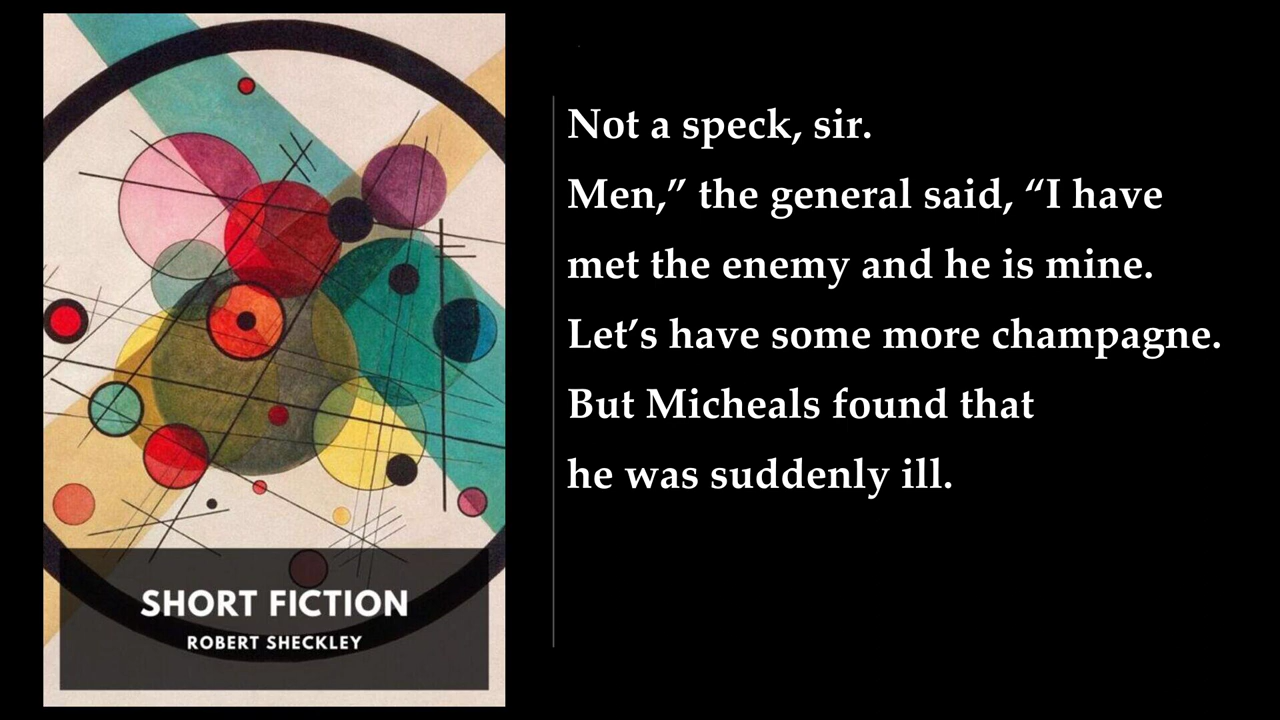 SHORT FICTION
ROBERT SHECKLEY
Not a speck, sir.
Men,” the general said, “I have
met the enemy and he is mine.
Let’s have some more champagne.
But Micheals found that
he was suddenly ill.